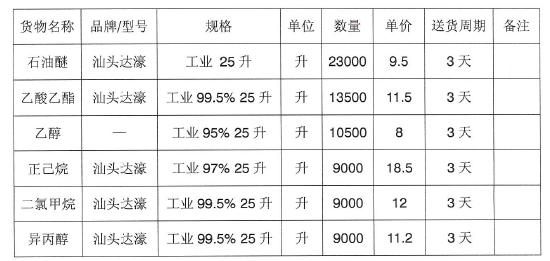 货物名称 品牌/型号 规格 单位 数量 单价 送货周期 备注
石油醚 汕头达濠 工业 25 升 升 23000 9.5 3 天
乙酸乙酯 汕头达濠 工业 99.5% 25 升 升 13500 11.5 3 天
乙醇 — 工业 95% 25 升 升 10500 8 3 天
正己烷 汕头达濠 工业 97% 25 升 升 9000 18.5 3 天
二氯甲烷 汕头达濠 工业 99.5% 25 升 升 9000 12 3 天
异丙醇 汕头达濠 工业 99.5% 25 升 升 9000 11.2 3 天